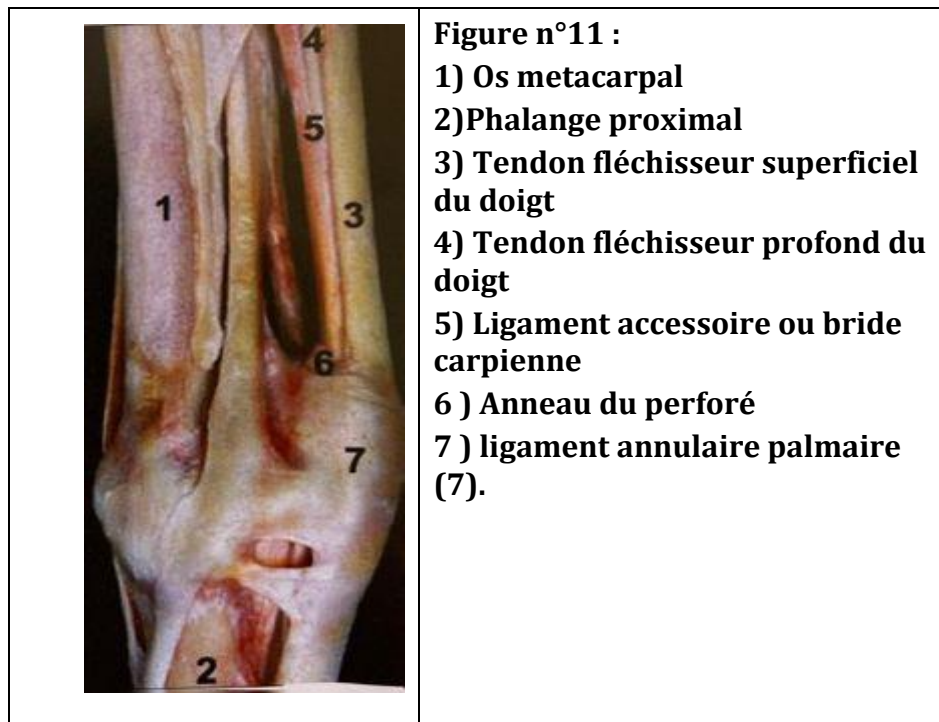 Figure n°11 :
1) Os metacarpal
2)Phalange proximal
3) Tendon fléchisseur superficiel
du doigt
4) Tendon fléchisseur profond du
doigt
5) Ligament accessoire ou bride
carpienne
6 ) Anneau du perforé
7 ) ligament annulaire palmaire
(7).
4
5
1
3
6
7
2